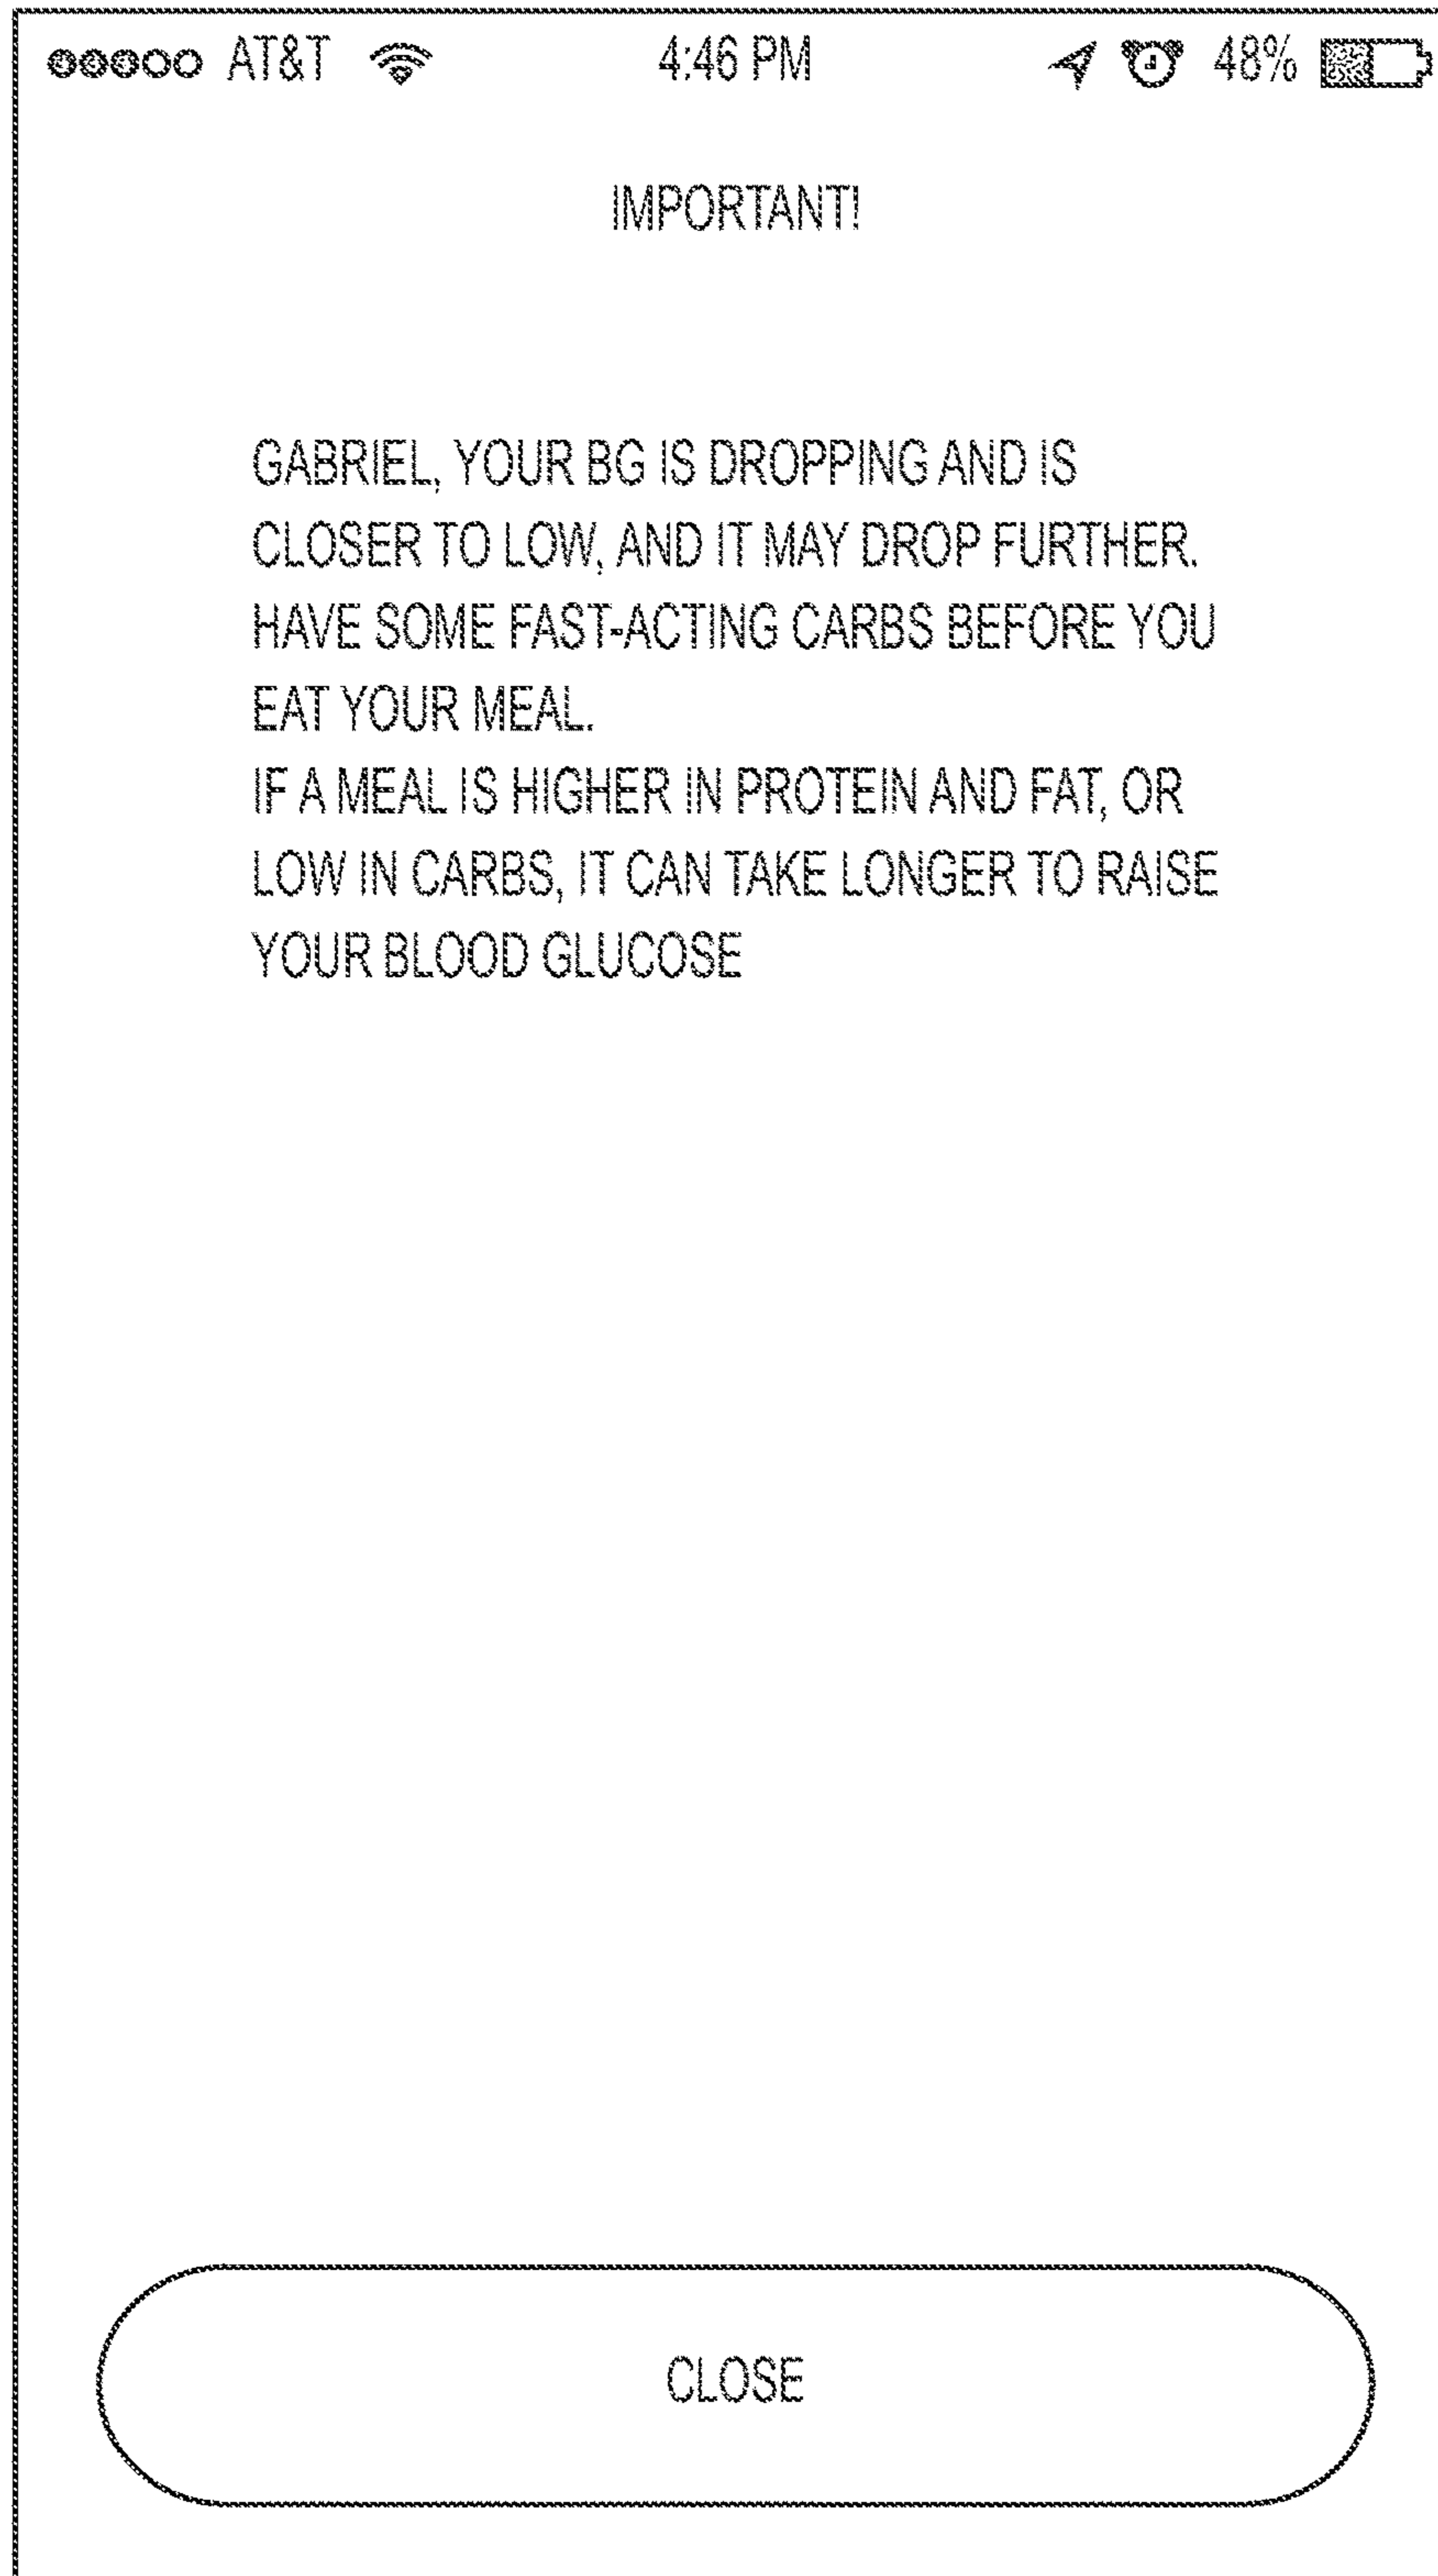 AT&T 4:46 PM 48%
IMPORTANT!
GABRIEL, YOUR BG IS DROPPING AND IS
CLOSER TO LOW, AND IT MAY DROP FURTHER.
HAVE SOME FAST-ACTING CARBS BEFORE YOU
EAT YOUR MEAL.
IF A MEAL IS HIGHER IN PROTEIN AND FAT, OR
LOW IN CARBS, IT CAN TAKE LONGER TO RAISE
YOUR BLOOD GLUCOSE
CLOSE